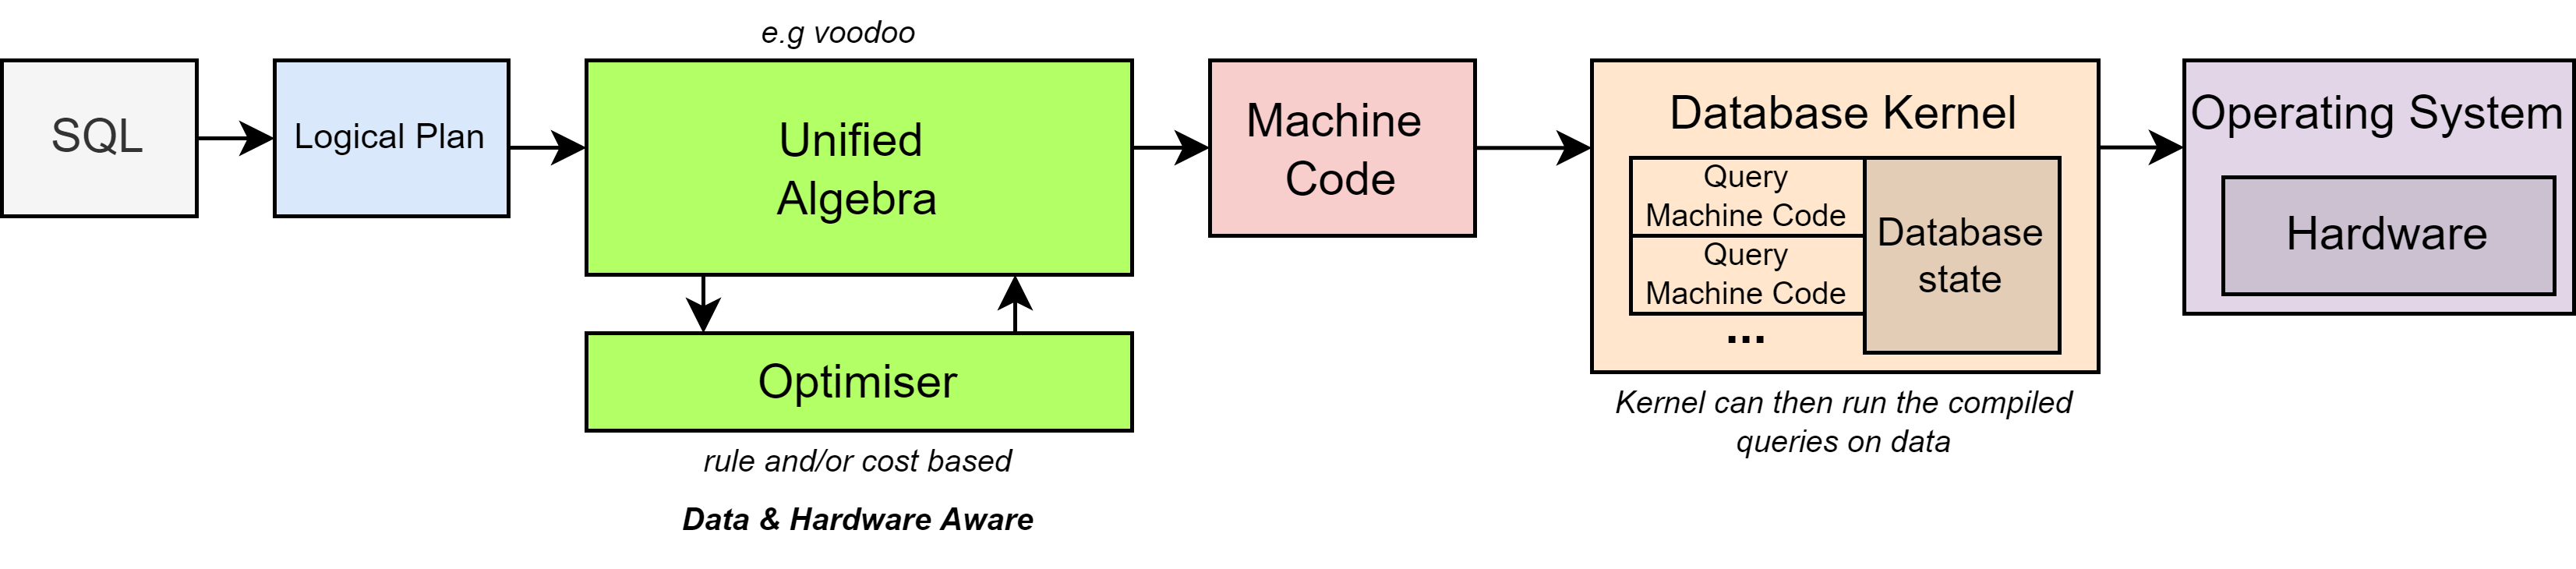 e.g voodoo
SQL
Logical Plan
Unified
Algebra
Optimiser
rule and/or cost based
Data & Hardware Aware
Machine
Code
Database Kernel
Query
Machine Code
Query
Machine Code
...
Database
state
Kernel can then run the compiled
queries on data
Operating System
Hardware